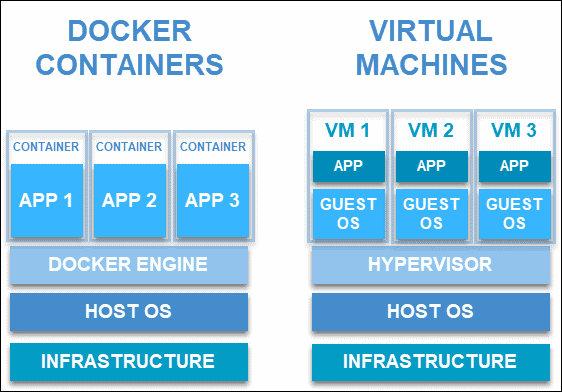 DOCKER
CONTAINERS
CONTAINER
CONTAINER
CONTAINER
APP 1
APP 2
APP 3
DOCKER ENGINE
HOST OS
INFRASTRUCTURE
VIRTUAL
MACHINES
VM 1
VM 2
VM 3
APP
APP
APP
GUEST
OS
GUEST
OS
GUEST
OS
HYPERVISOR
HOST OS
INFRASTRUCTURE